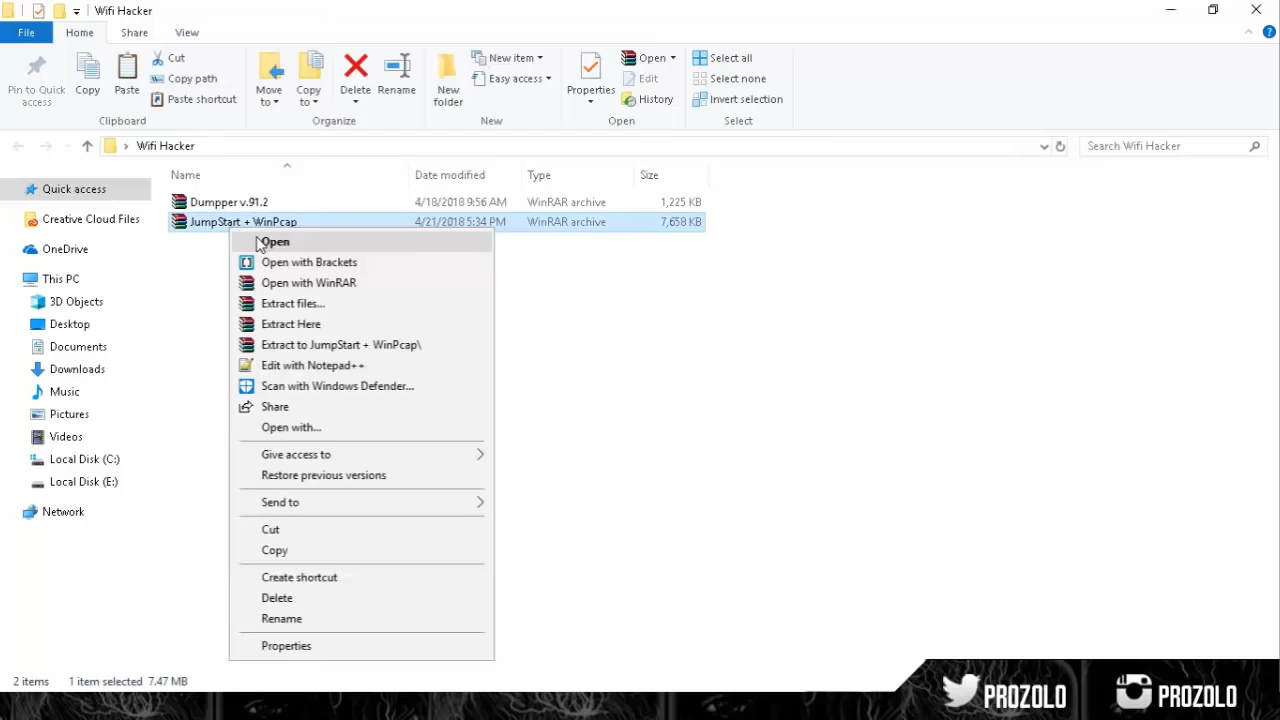 Wifi Hacker
File Home Share View
Pin to Quick access
Copy
Paste
Cut
Copy path
Paste shortcut
Clipboard
Move to
Copy to
Delete
Rename
Organize
New folder
New item
Easy access
New
Properties
Open
Edit
History
Open
Select all
Select none
Invert selection
Select
Wifi Hacker
Search Wifi Hacker
Name Date modified Type Size
Dumpper v.91.2 4/18/2018 9:56 AM WinRAR archive 1,225 KB
JumpStart + WinPcap 4/21/2018 5:34 PM WinRAR archive 7,658 KB
Quick access
Creative Cloud Files
OneDrive
This PC
3D Objects
Desktop
Documents
Downloads
Music
Pictures
Videos
Local Disk (C:)
Local Disk (E:)
Network
Open
Open with Brackets
Open with WinRAR
Extract files...
Extract Here
Extract to JumpStart + WinPcap\
Edit with Notepad++
Scan with Windows Defender...
Share
Open with...
Give access to
Restore previous versions
Send to
Cut
Copy
Create shortcut
Delete
Rename
Properties
2 items 1 item selected 7.47 MB
PROZOLO PROZOLO